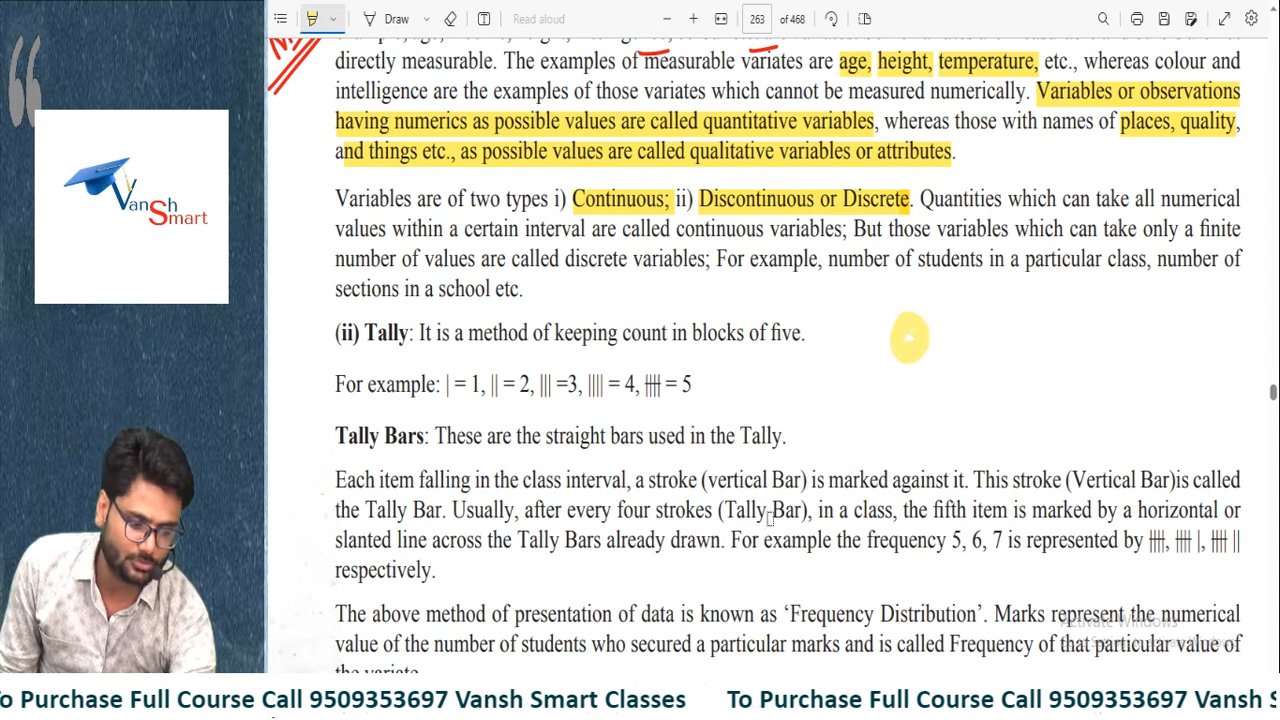 Draw
Read aloud
263 of 468
directly measurable. The examples of measurable variates are age, height, temperature, etc., whereas colour and
intelligence are the examples of those variates which cannot be measured numerically. Variables or observations
having numerics as possible values are called quantitative variables, whereas those with names of places, quality,
and things etc., as possible values are called qualitative variables or attributes.
Vansh
Smart
Variables are of two types i) Continuous; ii) Discontinuous or Discrete. Quantities which can take all numerical
values within a certain interval are called continuous variables; But those variables which can take only a finite
number of values are called discrete variables; For example, number of students in a particular class, number of
sections in a school etc.
(ii) Tally: It is a method of keeping count in blocks of five.
For example: | = 1, || = 2, ||| =3, |||| = 4, 卌 = 5
Tally Bars: These are the straight bars used in the Tally.
Each item falling in the class interval, a stroke (vertical Bar) is marked against it. This stroke (Vertical Bar)is called
the Tally Bar. Usually, after every four strokes (Tally Bar), in a class, the fifth item is marked by a horizontal or
slanted line across the Tally Bars already drawn. For example the frequency 5, 6, 7 is represented by 卌, 卌 |, 卌 ||
respectively.
The above method of presentation of data is known as ‘Frequency Distribution’. Marks represent the numerical
value of the number of students who secured a particular marks and is called Frequency of that particular value of
the variate.
Activate Windows
To Purchase Full Course Call 9509353697 Vansh Smart Classes To Purchase Full Course Call 9509353697 Vansh S